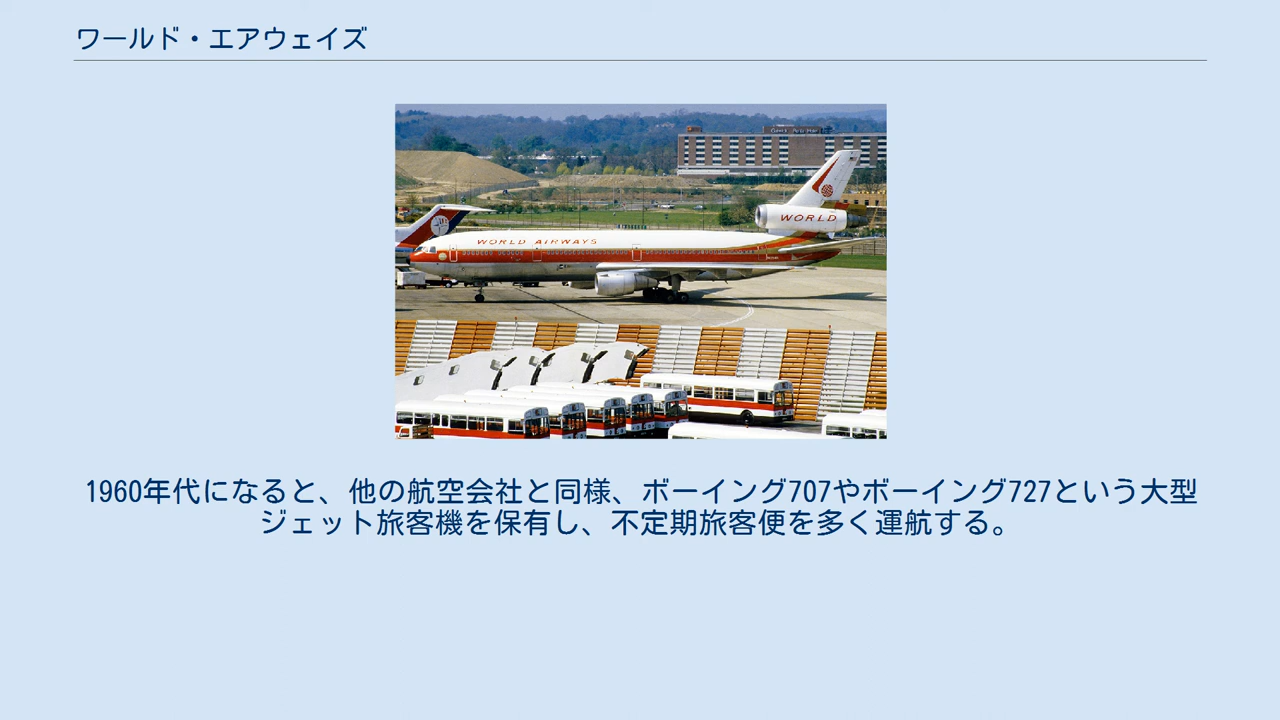 ワールド・エアウェイズ
WORLD
WORLD AIRWAYS
1960年代になると、他の航空会社と同様、ボーイング707やボーイング727という大型
ジェット旅客機を保有し、不定期旅客便を多く運航する。